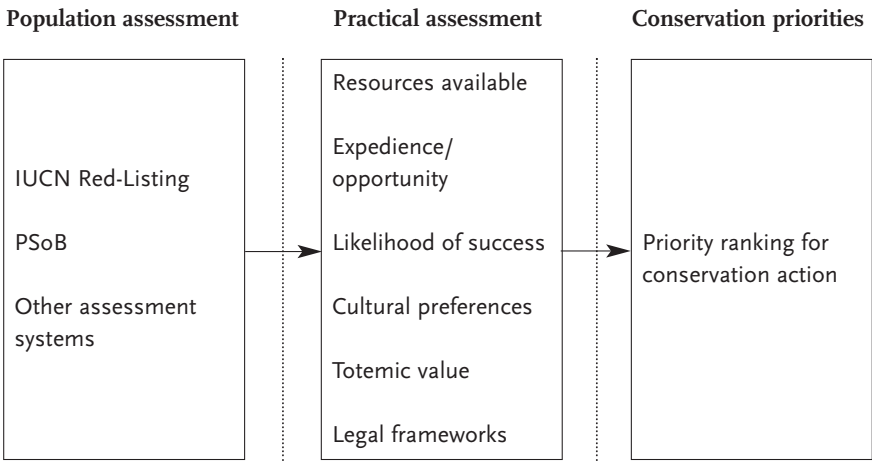 Population assessment
Practical assessment
Conservation priorities
IUCN Red-Listing
PSoB
Other assessment
systems
Resources available
Expedience/
opportunity
Likelihood of success
Cultural preferences
Totemic value
Legal frameworks
Priority ranking for
conservation action